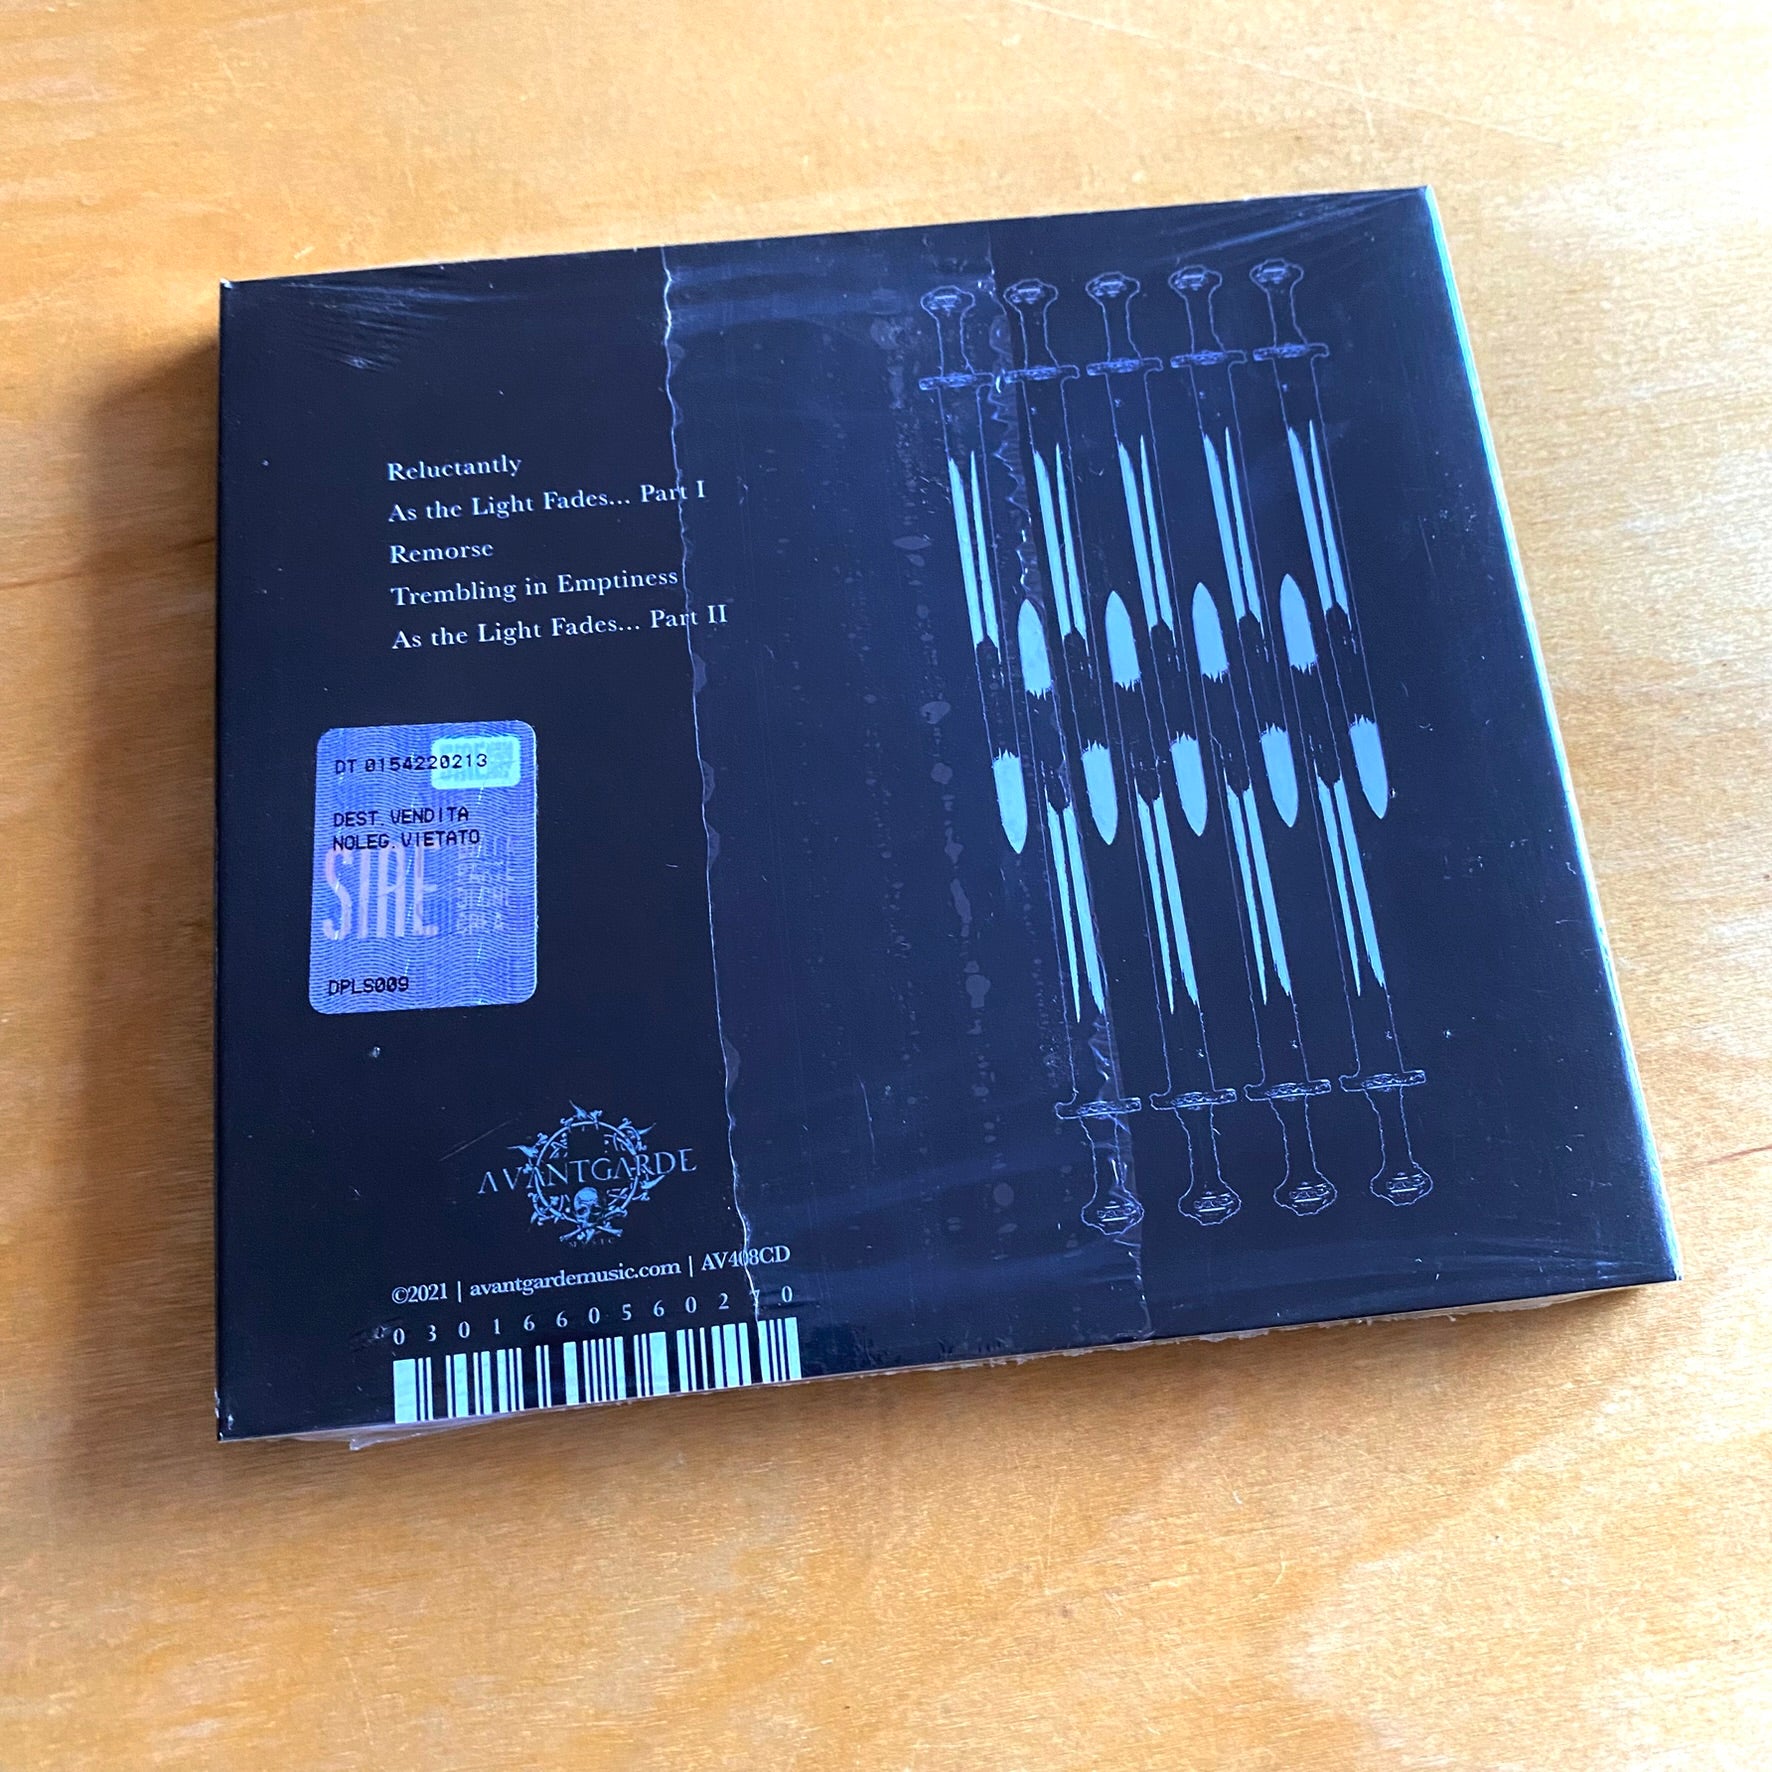 Reluctantly
As the Light Fades... Part I
Remorse
Trembling in Emptiness
As the Light Fades... Part II
DT 0154220213
DEST. VENDITA
NOLEG. VIETATO
SIAE
DPLS009
AVANTGARDE
MUSIC
©2021 | avantgardemusic.com | AV408CD
0 3 0 1 6 6 0 5 6 0 2 7 0